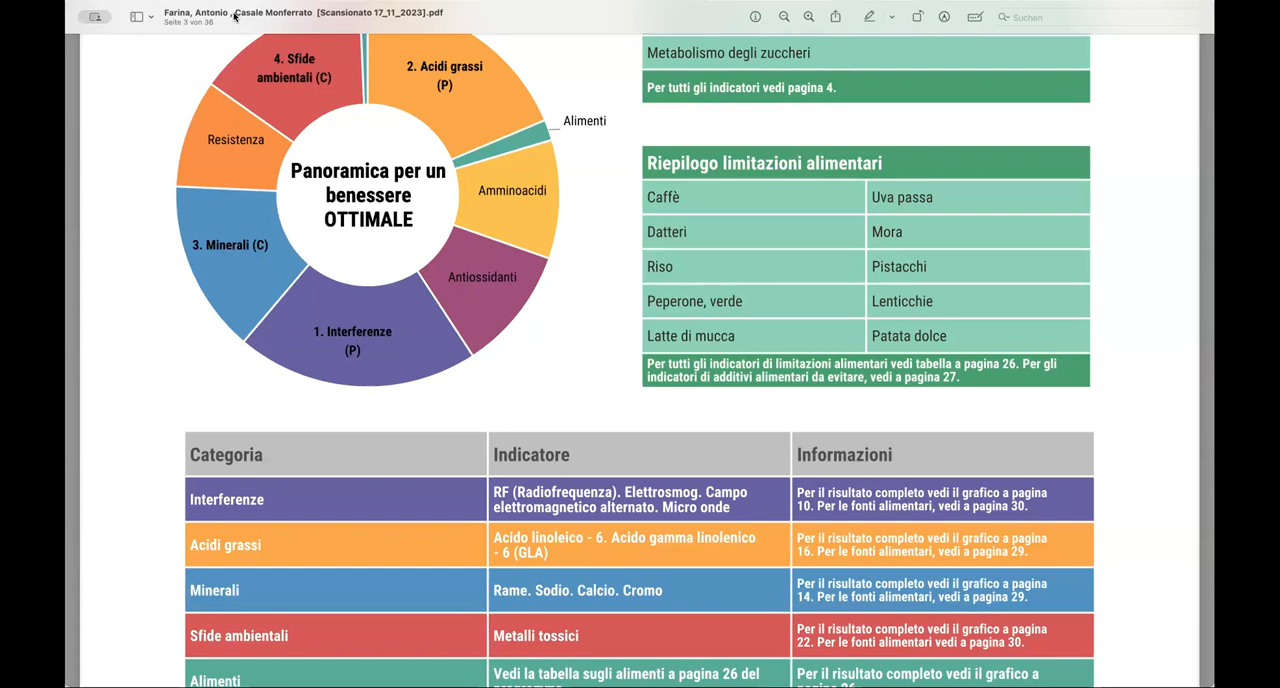 Farina, Antonio , Casale Monferrato [Scansionato 17_11_2023].pdf
Seite 3 von 36
Suchen
4. Sfide
ambientali (C)
2. Acidi grassi
(P)
Alimenti
Resistenza
Amminoacidi
Panoramica per un
benessere
OTTIMALE
3. Minerali (C)
Antiossidanti
1. Interferenze
(P)
Metabolismo degli zuccheri
Per tutti gli indicatori vedi pagina 4.
Riepilogo limitazioni alimentari
Caffè Uva passa
Datteri Mora
Riso Pistacchi
Peperone, verde Lenticchie
Latte di mucca Patata dolce
Per tutti gli indicatori di limitazioni alimentari vedi tabella a pagina 26. Per gli
indicatori di additivi alimentari da evitare, vedi a pagina 27.
Categoria Indicatore Informazioni
Interferenze
RF (Radiofrequenza). Elettrosmog. Campo
elettromagnetico alternato. Micro onde
Per il risultato completo vedi il grafico a pagina
10. Per le fonti alimentari, vedi a pagina 30.
Acidi grassi
Acido linoleico - 6. Acido gamma linolenico
- 6 (GLA)
Per il risultato completo vedi il grafico a pagina
16. Per le fonti alimentari, vedi a pagina 29.
Minerali
Rame. Sodio. Calcio. Cromo
Per il risultato completo vedi il grafico a pagina
14. Per le fonti alimentari, vedi a pagina 29.
Sfide ambientali
Metalli tossici
Per il risultato completo vedi il grafico a pagina
22. Per le fonti alimentari vedi a pagina 30.
Alimenti
Vedi la tabella sugli alimenti a pagina 26 del
Per il risultato completo vedi il grafico a